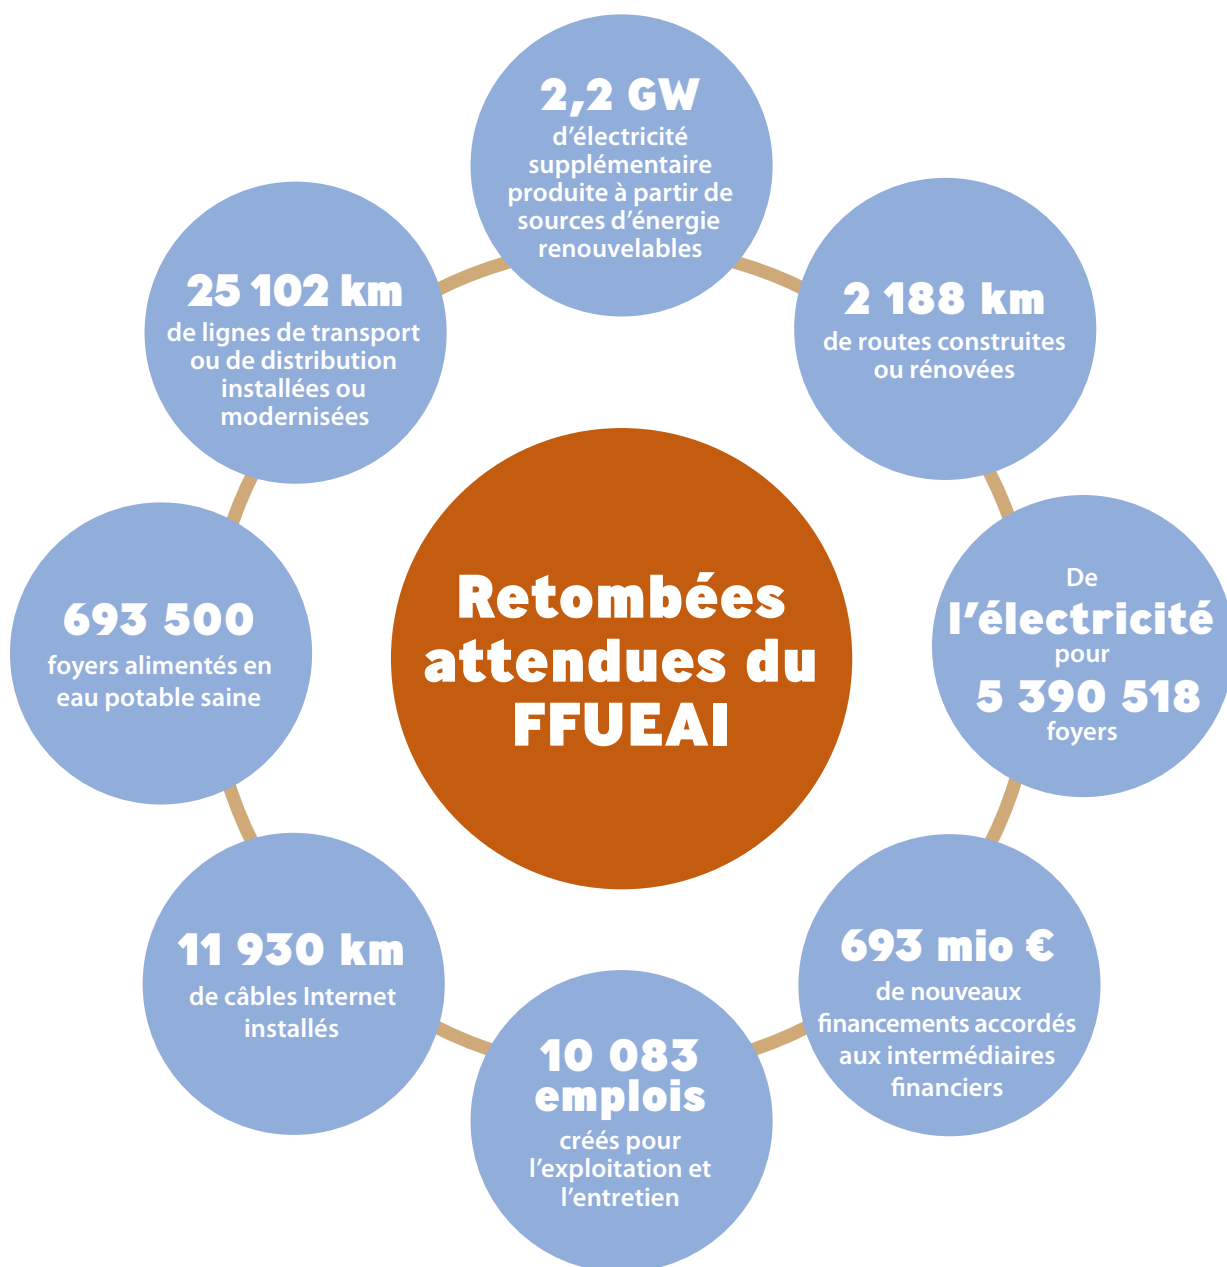 2,2 GW
d’électricité
supplémentaire
produite à partir de
sources d’énergie
renouvelables
2 188 km
de routes construites
ou rénovées
De
l’électricité
pour
5 390 518
foyers
693 mio €
de nouveaux
financements accordés
aux intermédiaires
financiers
10 083
emplois
créés pour
l’exploitation et
l’entretien
11 930 km
de câbles Internet
installés
693 500
foyers alimentés en
eau potable saine
25 102 km
de lignes de transport
ou de distribution
installées ou
modernisées
Retombées
attendues du
FFUEAI